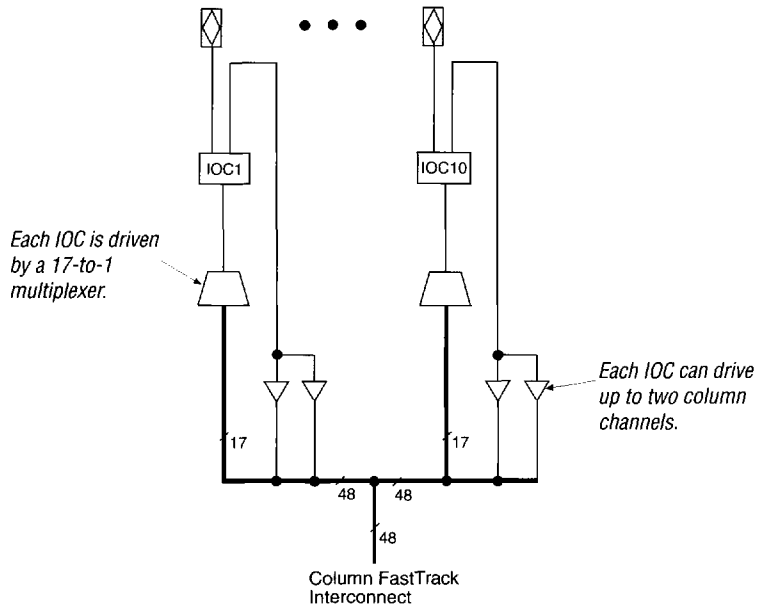 IOC1
IOC10
Each IOC is driven
by a 17-to-1
multiplexer.
Each IOC can drive
up to two column
channels.
17
17
48
48
48
Column FastTrack
Interconnect